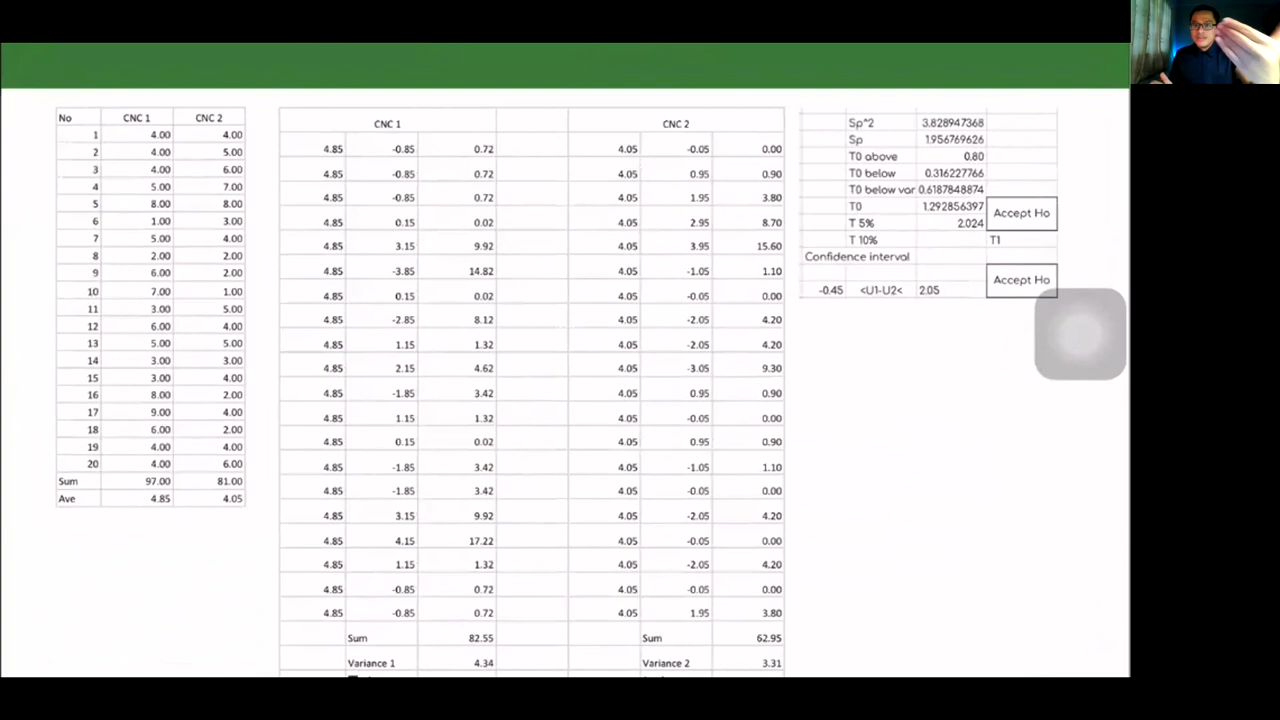 No CNC 1 CNC 2
1 4.00 4.00
2 4.00 5.00
3 4.00 6.00
4 5.00 7.00
5 8.00 8.00
6 1.00 3.00
7 5.00 4.00
8 2.00 2.00
9 6.00 2.00
10 7.00 1.00
11 3.00 5.00
12 6.00 4.00
13 5.00 5.00
14 3.00 3.00
15 3.00 4.00
16 8.00 2.00
17 9.00 4.00
18 6.00 2.00
19 4.00 4.00
20 4.00 6.00
Sum 97.00 81.00
Ave 4.85 4.05
CNC 1 CNC 2
4.85 -0.85 0.72 4.05 -0.05 0.00
4.85 -0.85 0.72 4.05 0.95 0.90
4.85 -0.85 0.72 4.05 1.95 3.80
4.85 0.15 0.02 4.05 2.95 8.70
4.85 3.15 9.92 4.05 3.95 15.60
4.85 -3.85 14.82 4.05 -1.05 1.10
4.85 0.15 0.02 4.05 -0.05 0.00
4.85 -2.85 8.12 4.05 -2.05 4.20
4.85 1.15 1.32 4.05 -2.05 4.20
4.85 2.15 4.62 4.05 -3.05 9.30
4.85 -1.85 3.42 4.05 0.95 0.90
4.85 1.15 1.32 4.05 -0.05 0.00
4.85 0.15 0.02 4.05 0.95 0.90
4.85 -1.85 3.42 4.05 -1.05 1.10
4.85 -1.85 3.42 4.05 -0.05 0.00
4.85 3.15 9.92 4.05 -2.05 4.20
4.85 4.15 17.22 4.05 -0.05 0.00
4.85 1.15 1.32 4.05 -2.05 4.20
4.85 -0.85 0.72 4.05 -0.05 0.00
4.85 -0.85 0.72 4.05 1.95 3.80
Sum 82.55 Sum 62.95
Variance 1 4.34 Variance 2 3.31
Sp^2 3.828947368
Sp 1.956769626
T0 above 0.80
T0 below 0.316227766
T0 below var 0.6187848874
T0 1.292856397 Accept Ho
T 5% 2.024
T 10% T1
Confidence interval
-0.45 <U1-U2< 2.05 Accept Ho